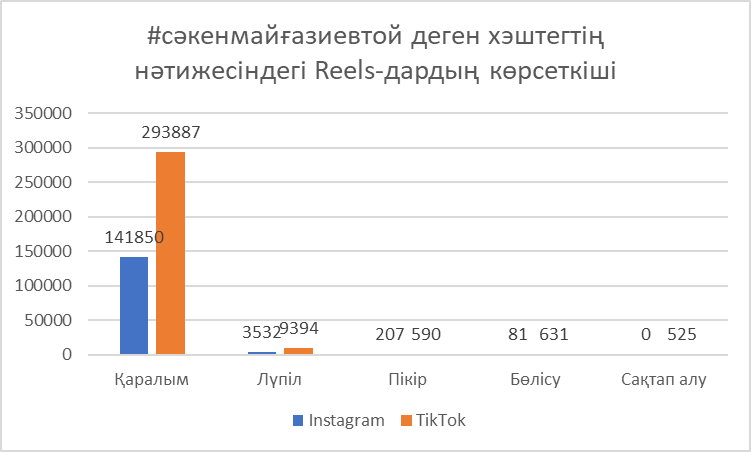 #сәкенмайғазиевтой деген хэштегтің
нәтижесіндегі Reels-дардың көрсеткіші
350000
300000
250000
200000
150000
100000
50000
0
141850
293887
3532
9394
207
590
81
631
0
525
Қаралым
Лүпіл
Пікір
Бөлісу
Сақтап алу
Instagram
TikTok